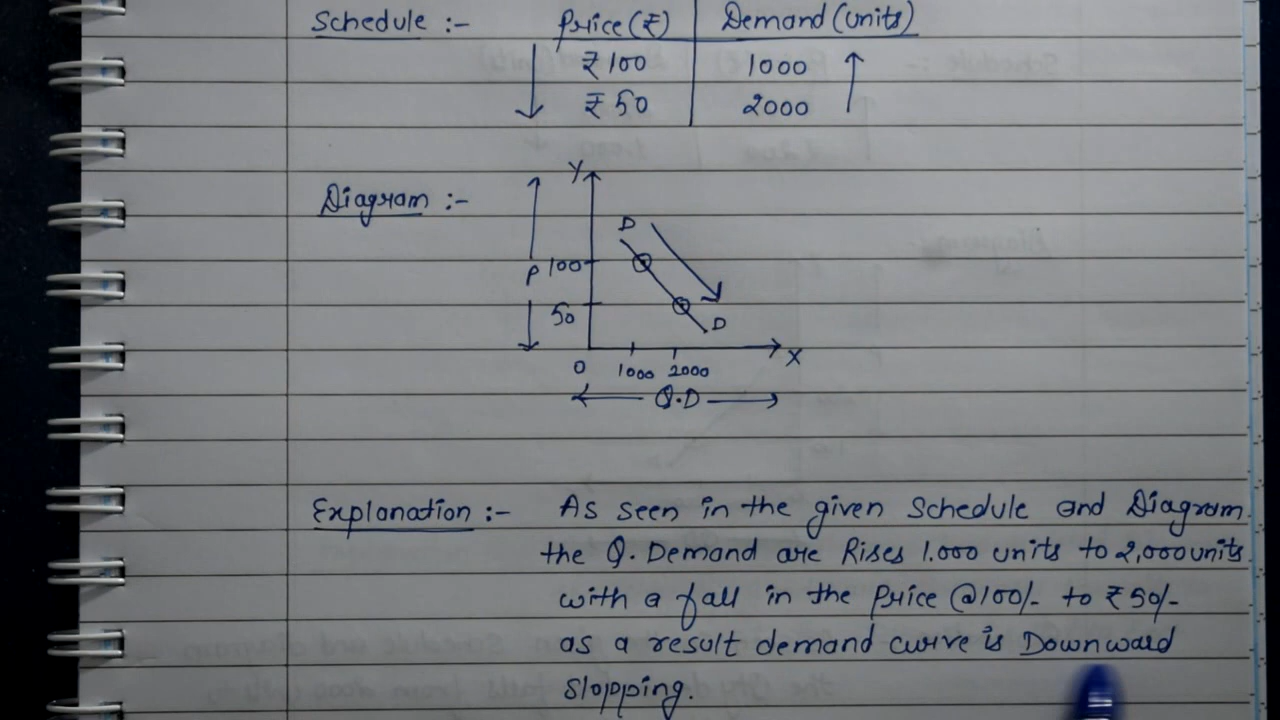 Schedule :- Price (₹) Demand (units)
₹ 100 1000
₹ 50 2000
Diagram :-
Y
D
P 100
50
D
0 1000 2000 X
Q.D
Explanation :- As seen in the given Schedule and Diagram
the Q. Demand are Rises 1.000 units to 2,000 units
with a fall in the Price @100/- to ₹ 50/-
as a result demand curve is Downward
Slopping.